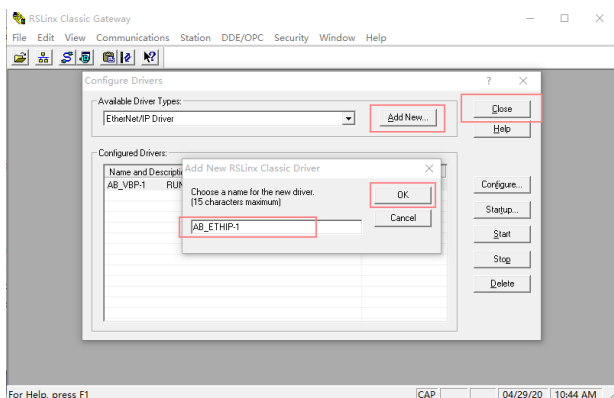 RSLinx Classic Gateway
File Edit View Communications Station DDE/OPC Security Window Help
Configure Drivers ? ×
Available Driver Types:
EtherNet/IP Driver
Add New...
Close
Help
Configured Drivers:
Name and Descripti
AB_VBP-1 RUN
Add New RSLinx Classic Driver
Choose a name for the new driver.
(15 characters maximum)
AB_ETHIP-1
OK
Cancel
Configure...
Startup...
Start
Stop
Delete
For Help, press F1 CAP 04/29/20 10:44 AM